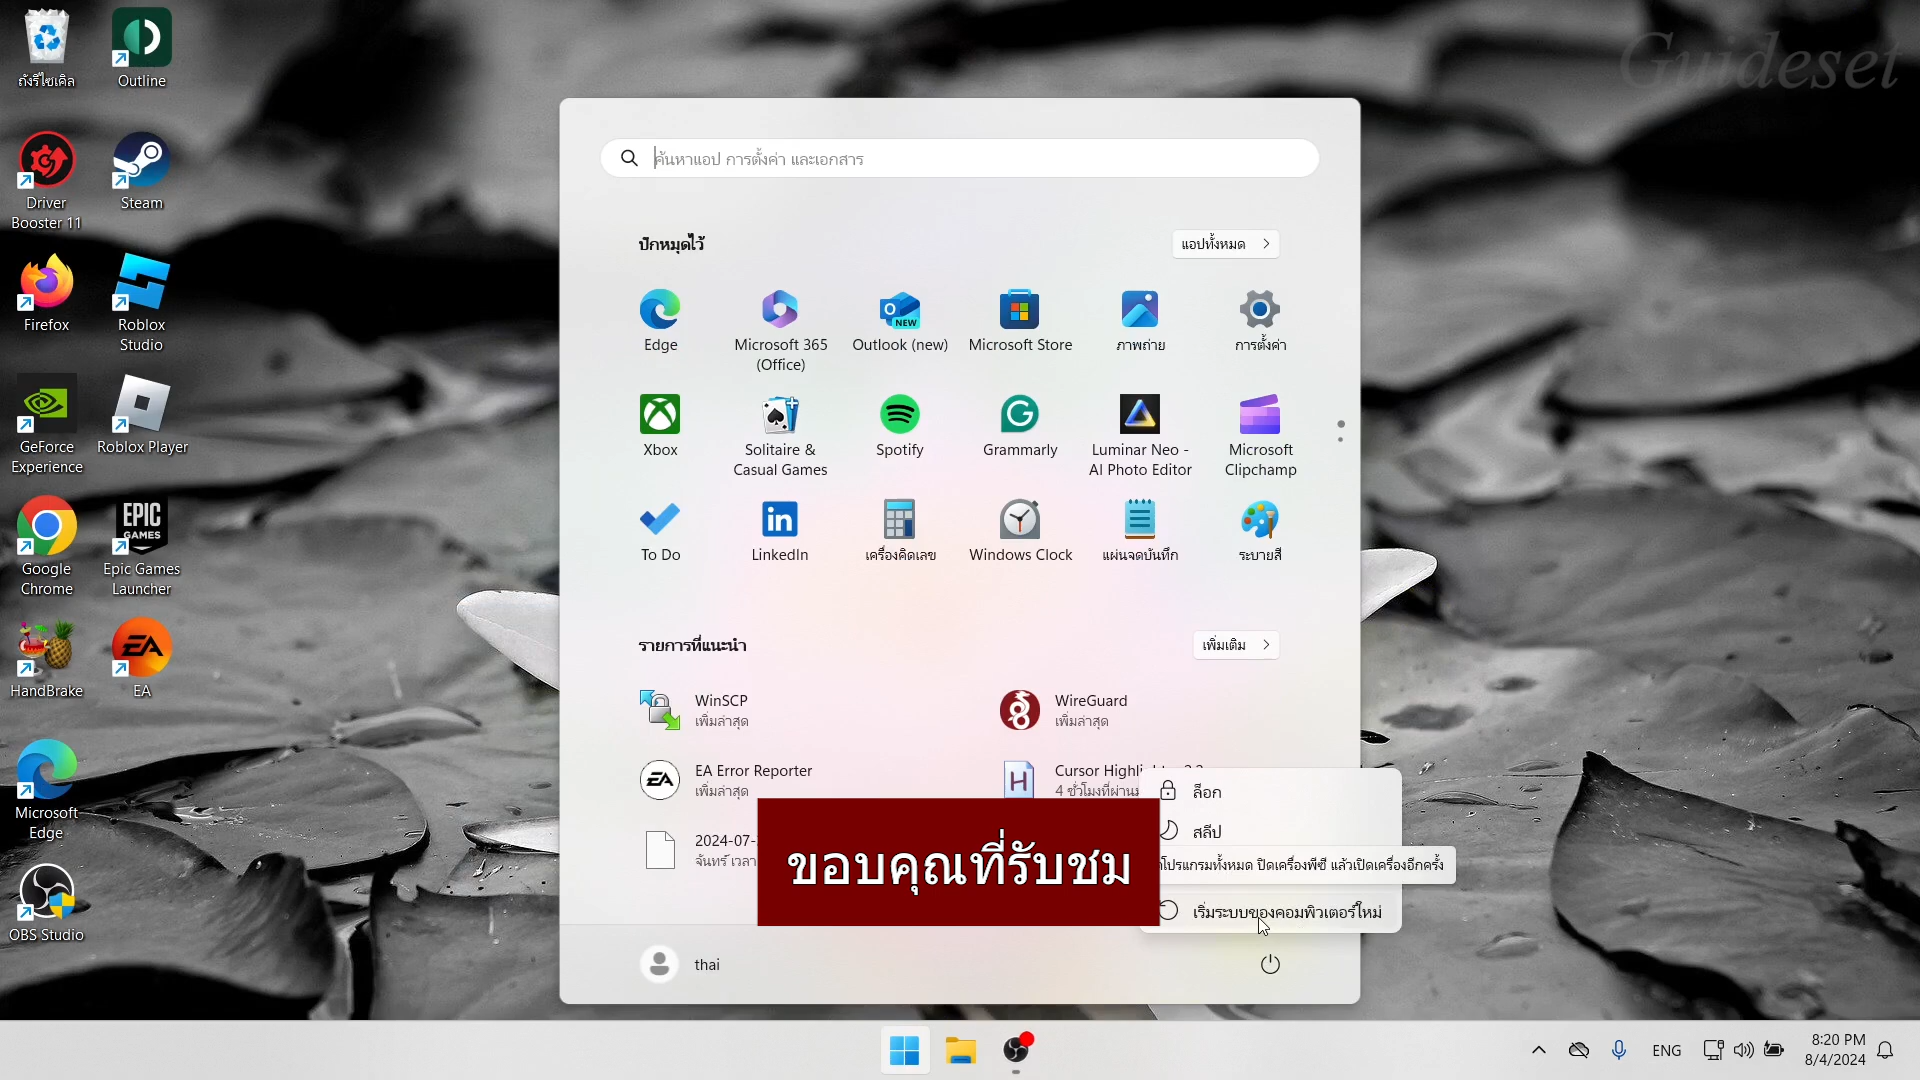 Guideset
ถังรีไซเคิล
Outline
Driver
Booster 11
Steam
Firefox
Roblox
Studio
GeForce
Experience
Roblox Player
Google
Chrome
EPIC
GAMES
Epic Games
Launcher
HandBrake
EA
EA
Microsoft
Edge
OBS Studio
ค้นหาแอป การตั้งค่า และเอกสาร
ปักหมุดไว้
แอปทั้งหมด
Edge
Microsoft 365
(Office)
NEW
Outlook (new)
Microsoft Store
ภาพถ่าย
การตั้งค่า
Xbox
Solitaire &
Casual Games
Spotify
Grammarly
Luminar Neo -
AI Photo Editor
Microsoft
Clipchamp
To Do
in
LinkedIn
เครื่องคิดเลข
Windows Clock
แผ่นจดบันทึก
ระบายสี
รายการที่แนะนำ
เพิ่มเติม
WinSCP
เพิ่มล่าสุด
WireGuard
เพิ่มล่าสุด
EA
EA Error Reporter
เพิ่มล่าสุด
H
Cursor
4 ชั่วโมงที่ผ่านม
2024-07-
จันทร์ เวลา
ขอบคุณที่รับชม
ล็อก
สลีป
โปรแกรมทั้งหมด ปิดเครื่องพีซี แล้วเปิดเครื่องอีกครั้ง
เริ่มระบบของคอมพิวเตอร์ใหม่
thai
ENG
8:20 PM
8/4/2024